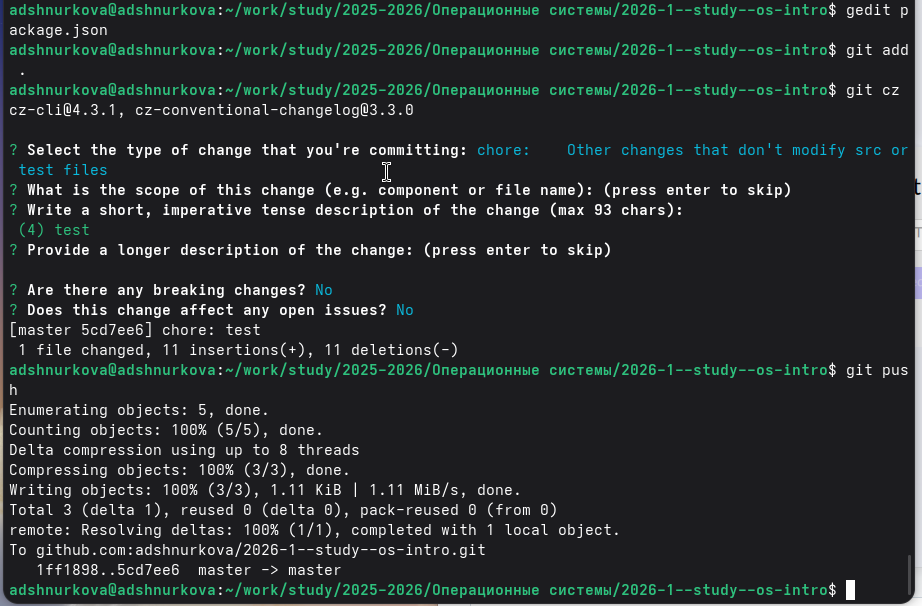 adshnurkova@adshnurkova:~/work/study/2025-2026/Операционные системы/2026-1--study--os-intro$ gedit p
ackage.json
adshnurkova@adshnurkova:~/work/study/2025-2026/Операционные системы/2026-1--study--os-intro$ git add
 .
adshnurkova@adshnurkova:~/work/study/2025-2026/Операционные системы/2026-1--study--os-intro$ git cz
cz-cli@4.3.1, cz-conventional-changelog@3.3.0

? Select the type of change that you're committing: chore:    Other changes that don't modify src or
 test files
? What is the scope of this change (e.g. component or file name): (press enter to skip)
? Write a short, imperative tense description of the change (max 93 chars):
 (4) test
? Provide a longer description of the change: (press enter to skip)

? Are there any breaking changes? No
? Does this change affect any open issues? No
[master 5cd7ee6] chore: test
 1 file changed, 11 insertions(+), 11 deletions(-)
adshnurkova@adshnurkova:~/work/study/2025-2026/Операционные системы/2026-1--study--os-intro$ git pus
h
Enumerating objects: 5, done.
Counting objects: 100% (5/5), done.
Delta compression using up to 8 threads
Compressing objects: 100% (3/3), done.
Writing objects: 100% (3/3), 1.11 KiB | 1.11 MiB/s, done.
Total 3 (delta 1), reused 0 (delta 0), pack-reused 0 (from 0)
remote: Resolving deltas: 100% (1/1), completed with 1 local object.
To github.com:adshnurkova/2026-1--study--os-intro.git
   1ff1898..5cd7ee6  master -> master
adshnurkova@adshnurkova:~/work/study/2025-2026/Операционные системы/2026-1--study--os-intro$